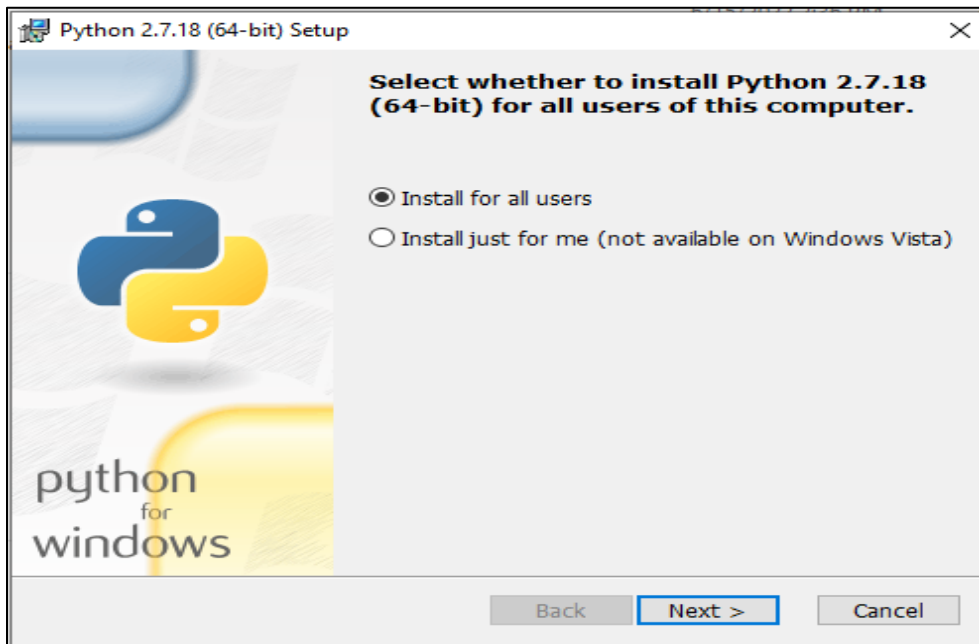 Python 2.7.18 (64-bit) Setup
Select whether to install Python 2.7.18
(64-bit) for all users of this computer.
Install for all users
Install just for me (not available on Windows Vista)
python
for
windows
Back
Next >
Cancel